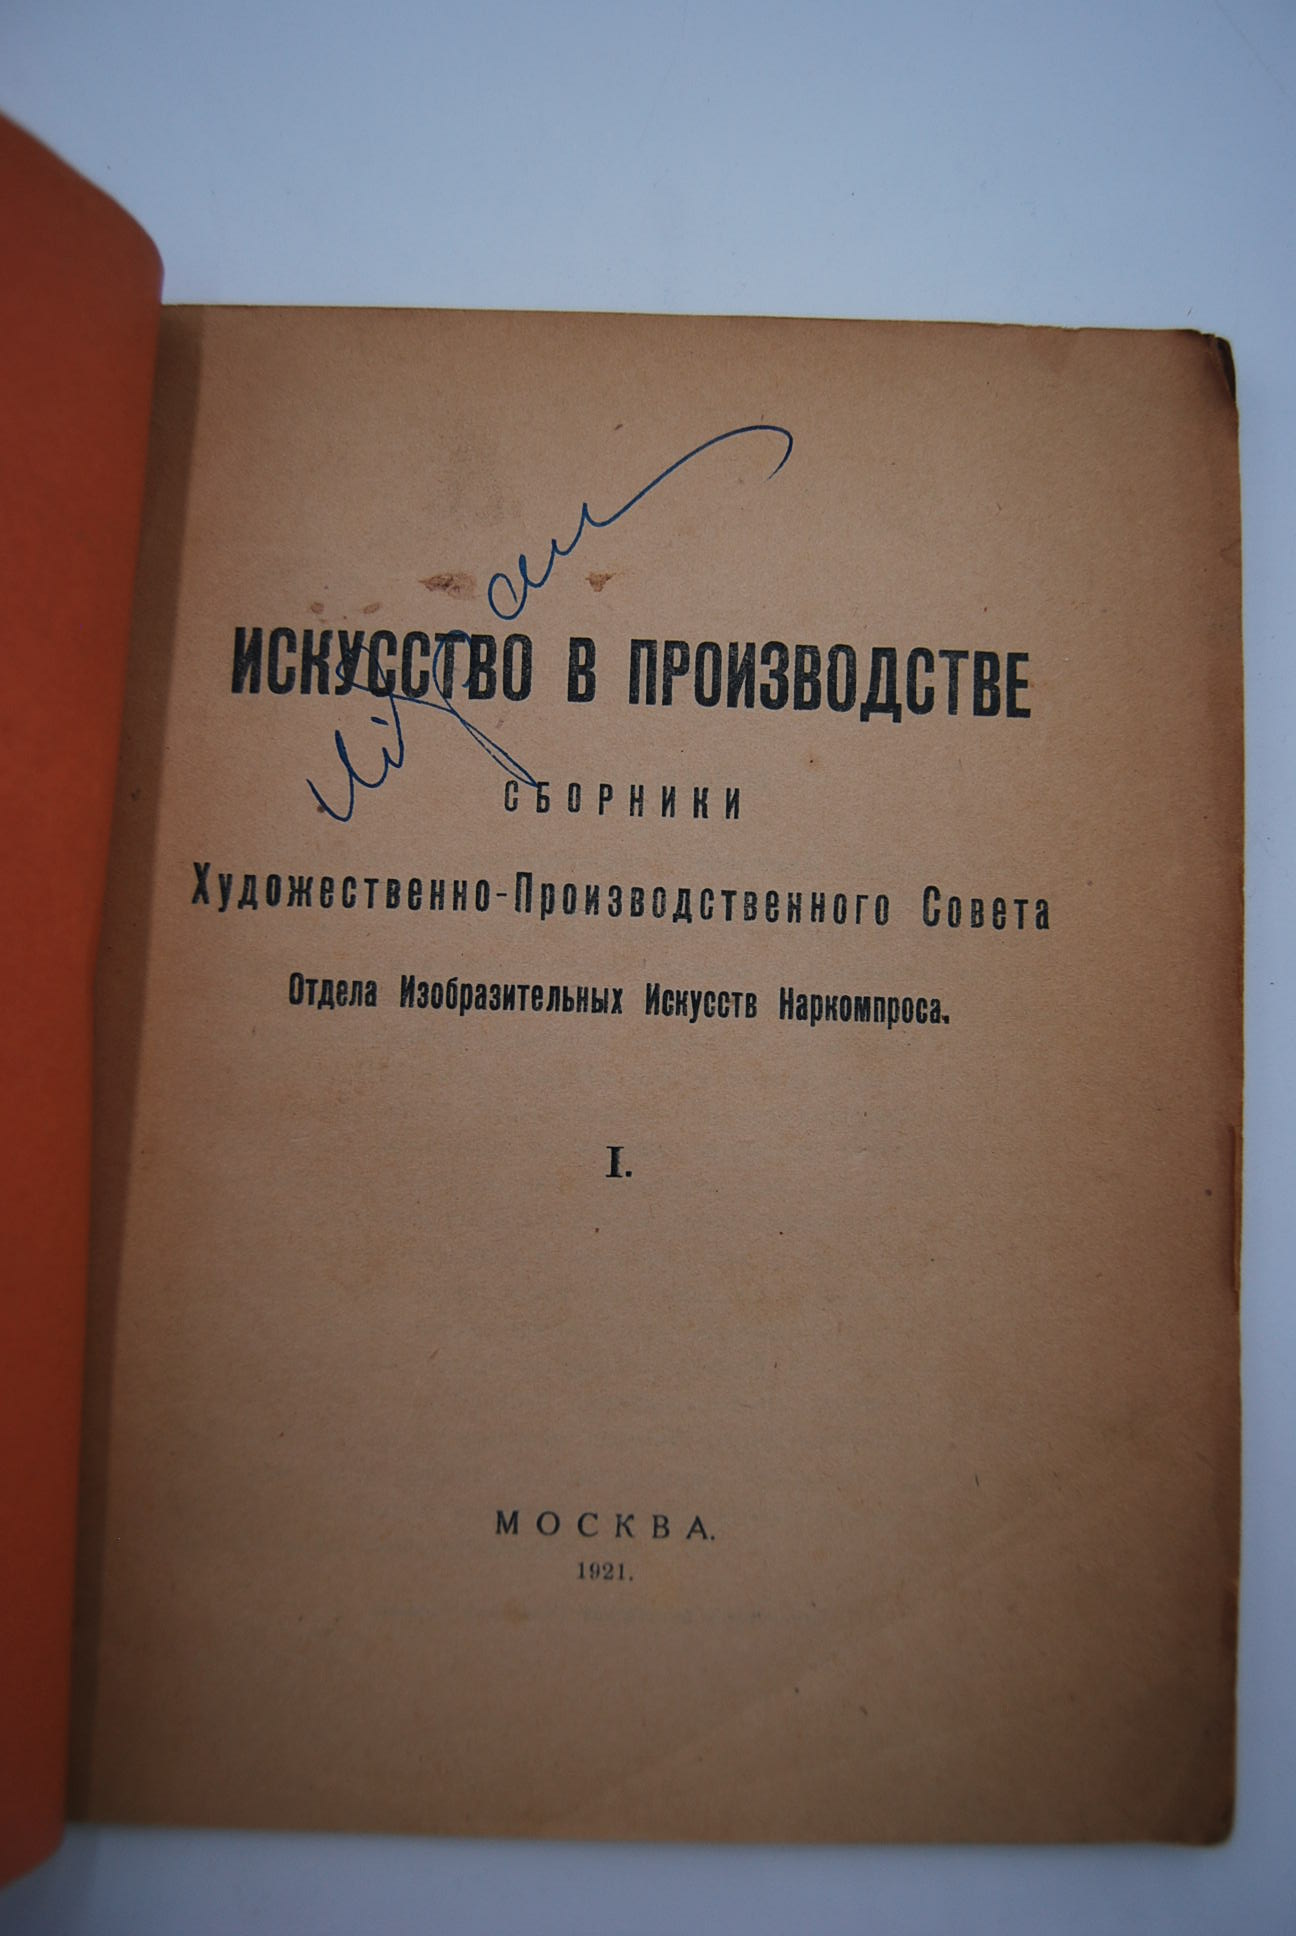 ИСКУССТВО В ПРОИЗВОДСТВЕ
СБОРНИКИ
Художественно-Производственного Совета
Отдела Изобразительных Искусств Наркомпроса.
I.
МОСКВА.
1921.